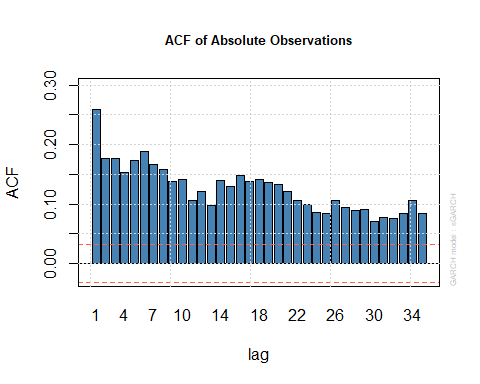 ACF of Absolute Observations
0.30
0.20
0.10
0.00
ACF
1 4 7 10 14 18 22 26 30 34
lag
GARCH model : sGARCH